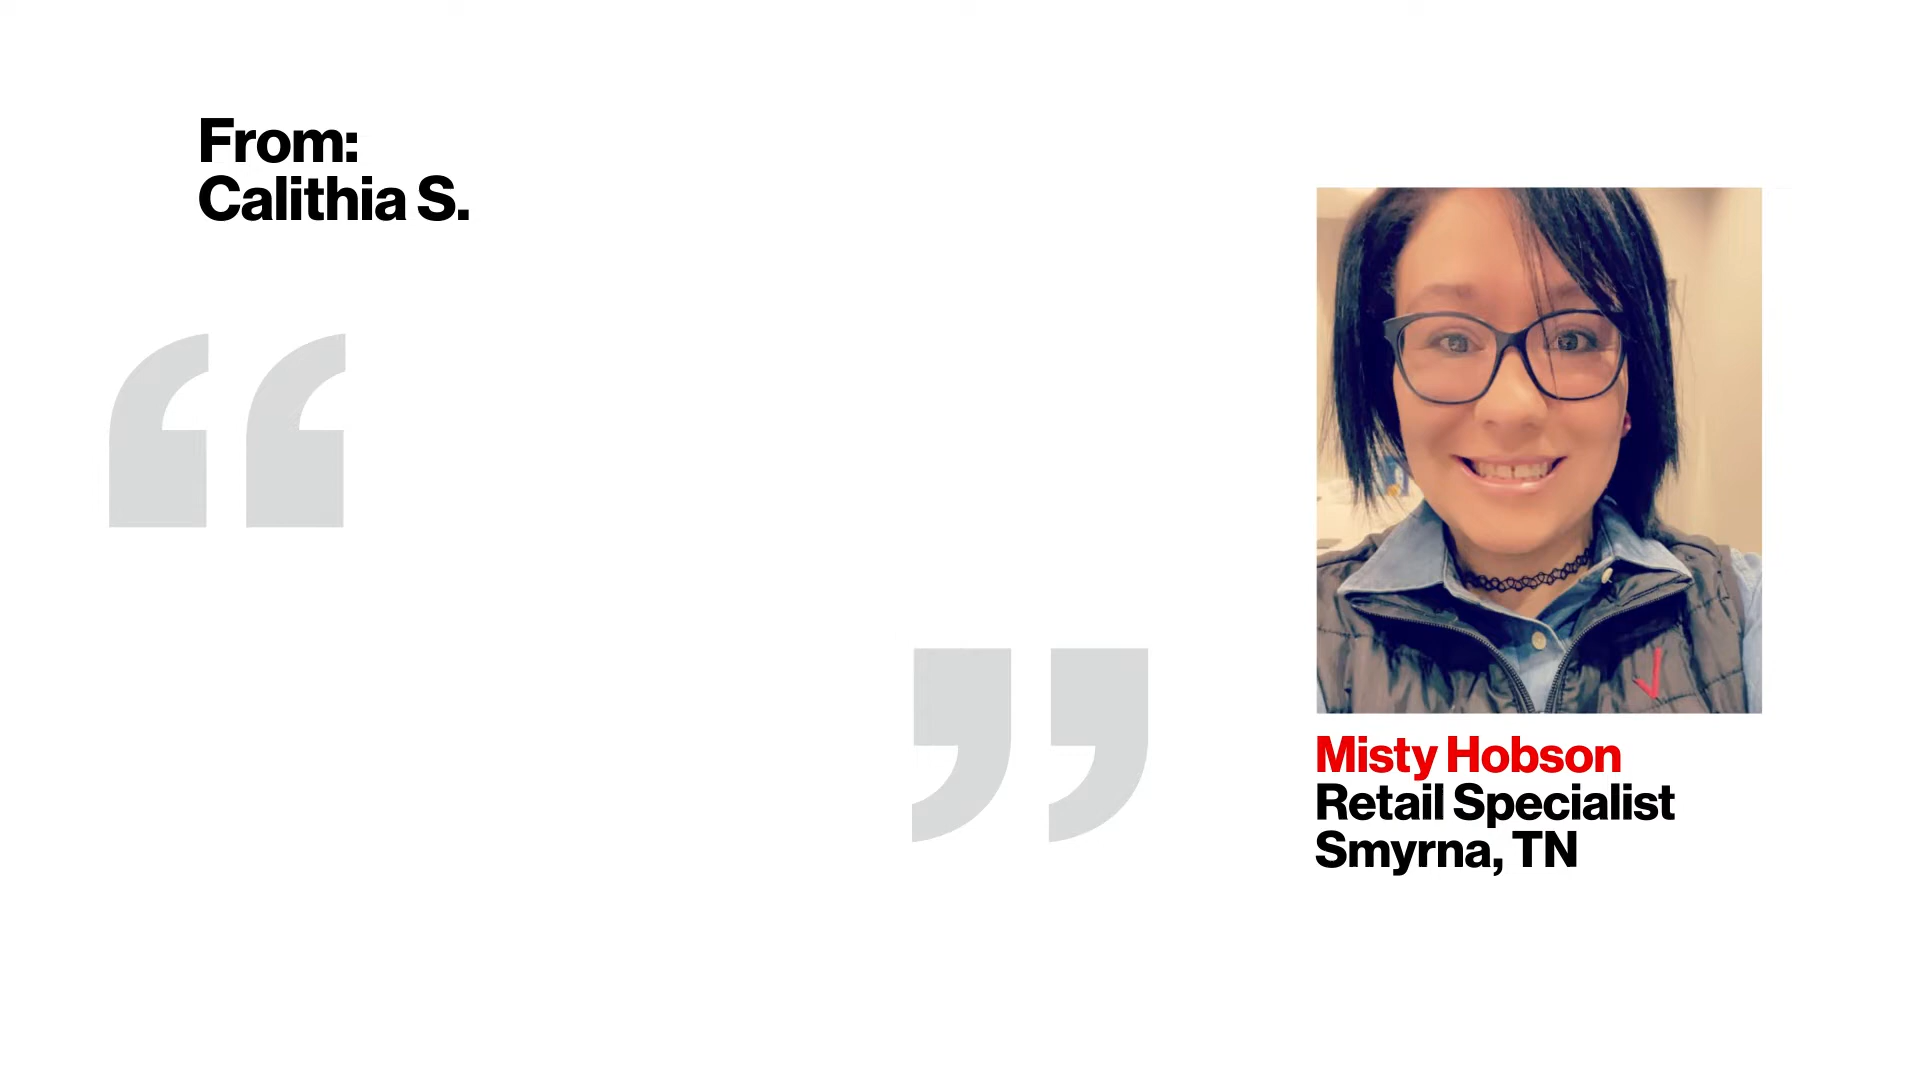 From:
Calithia S.
“
”
Misty Hobson
Retail Specialist
Smyrna, TN